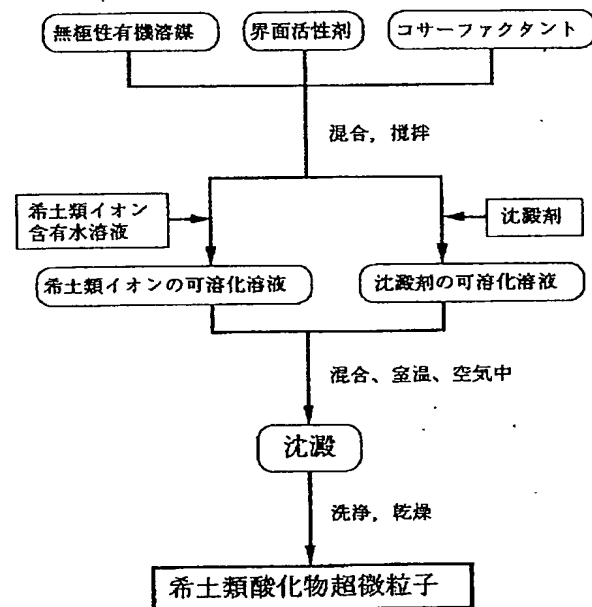 無極性有機溶媒
界面活性剤
コサーファクタント
混合，撹拌
希土類イオン
含有水溶液
沈澱剤
希土類イオンの可溶化溶液
沈澱剤の可溶化溶液
混合、室温、空気中
沈澱
洗浄，乾燥
希土類酸化物超微粒子